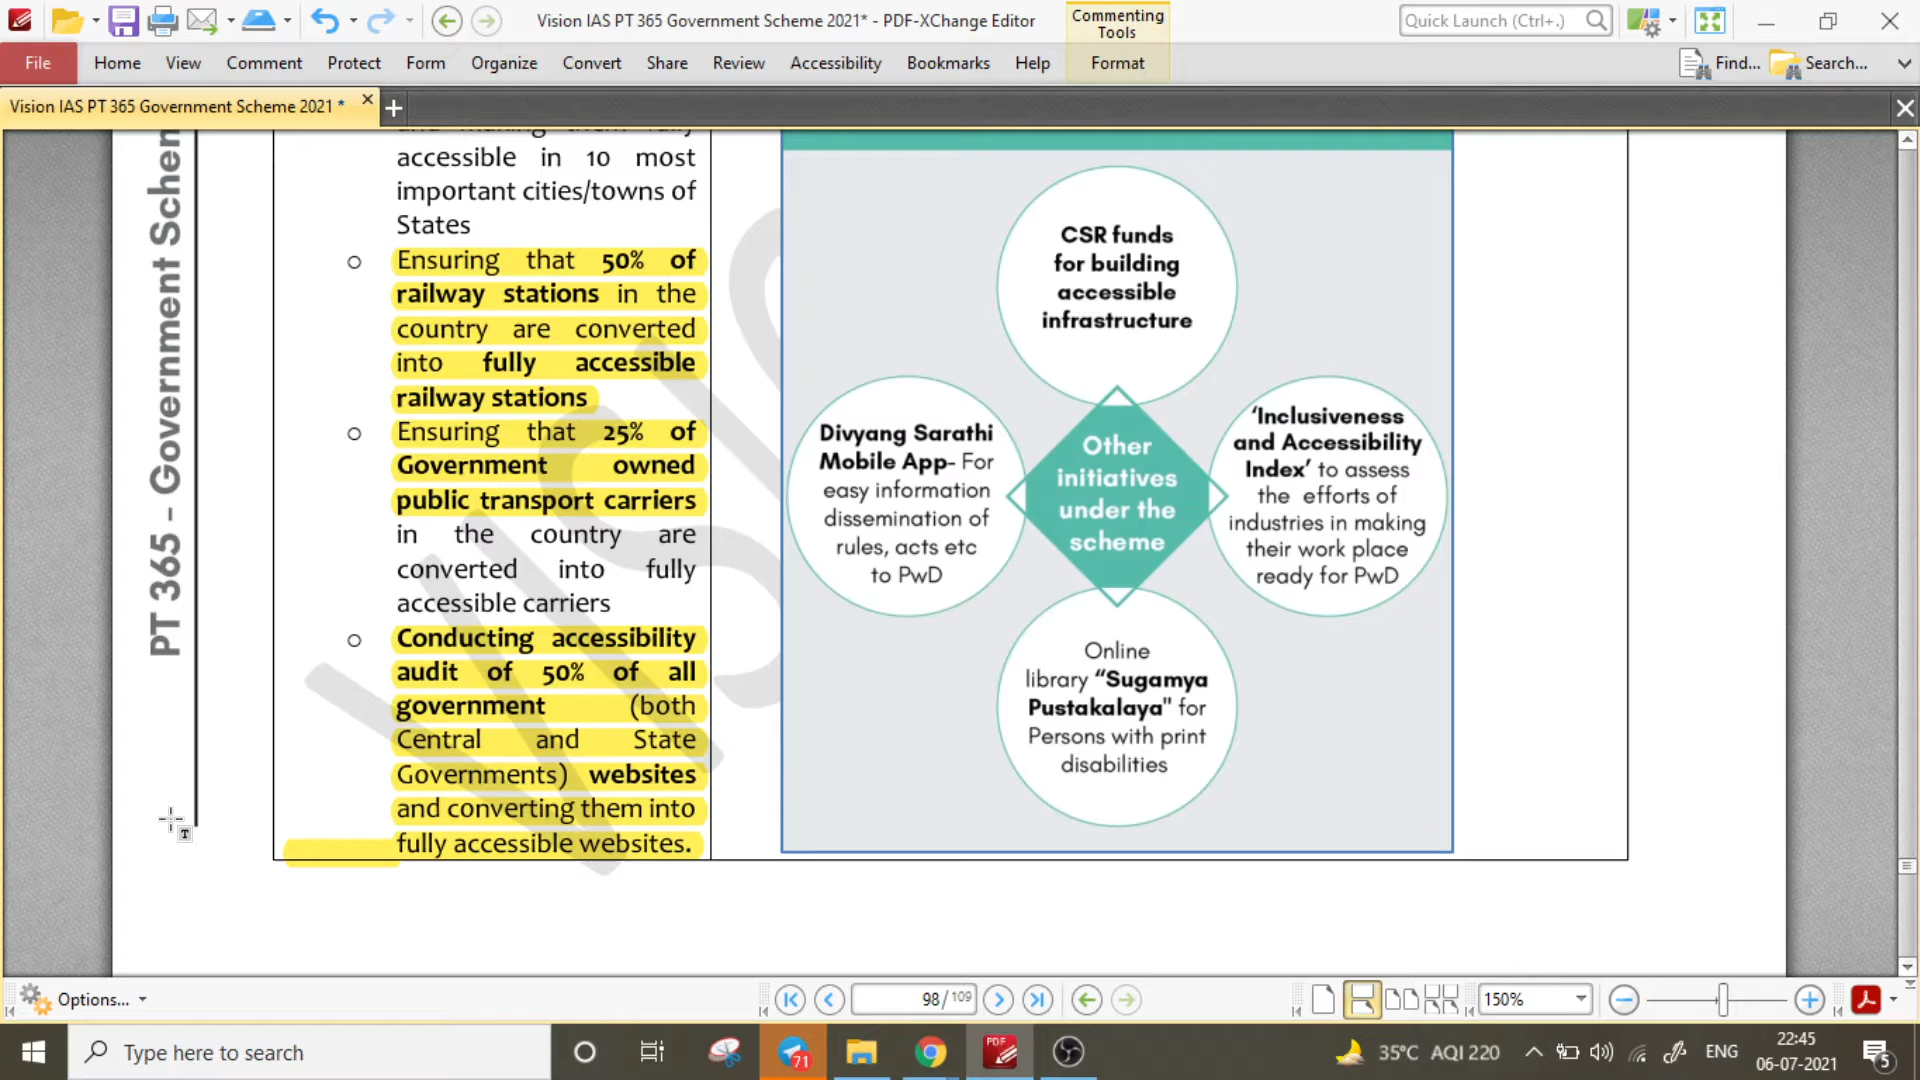 Vision IAS PT 365 Government Scheme 2021* - PDF-XChange Editor
Commenting Tools
Quick Launch (Ctrl+.)
File
Home
View
Comment
Protect
Form
Organize
Convert
Share
Review
Accessibility
Bookmarks
Help
Format
Find...
Search...
Vision IAS PT 365 Government Scheme 2021 *
PT 365 - Government Schem
accessible in 10 most
important cities/towns of
States
○ Ensuring that 50% of
railway stations in the
country are converted
into fully accessible
railway stations
○ Ensuring that 25% of
Government owned
public transport carriers
in the country are
converted into fully
accessible carriers
○ Conducting accessibility
audit of 50% of all
government (both
Central and State
Governments) websites
and converting them into
fully accessible websites.
CSR funds
for building
accessible
infrastructure
Divyang Sarathi
Mobile App- For
easy information
dissemination of
rules, acts etc
to PwD
Other
initiatives
under the
scheme
‘Inclusiveness
and Accessibility
Index’ to assess
the efforts of
industries in making
their work place
ready for PwD
Online
library “Sugamya
Pustakalaya" for
Persons with print
disabilities
Options...
98 / 109
150%
Type here to search
71
PDF
35°C AQI 220
ENG
22:45
06-07-2021
5